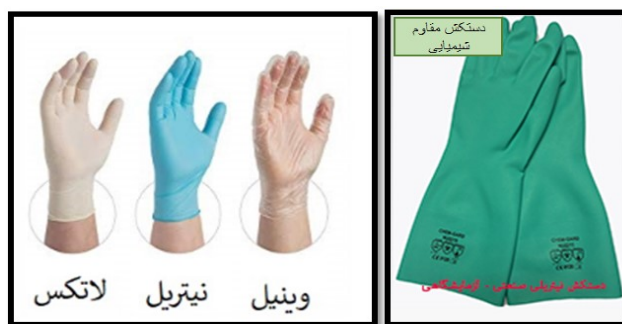 دستکش مقاوم
شیمیایی
وینیل
نیتریل
لاتکس
دستکش نیتریلی صنعتی - آزمایشگاهی